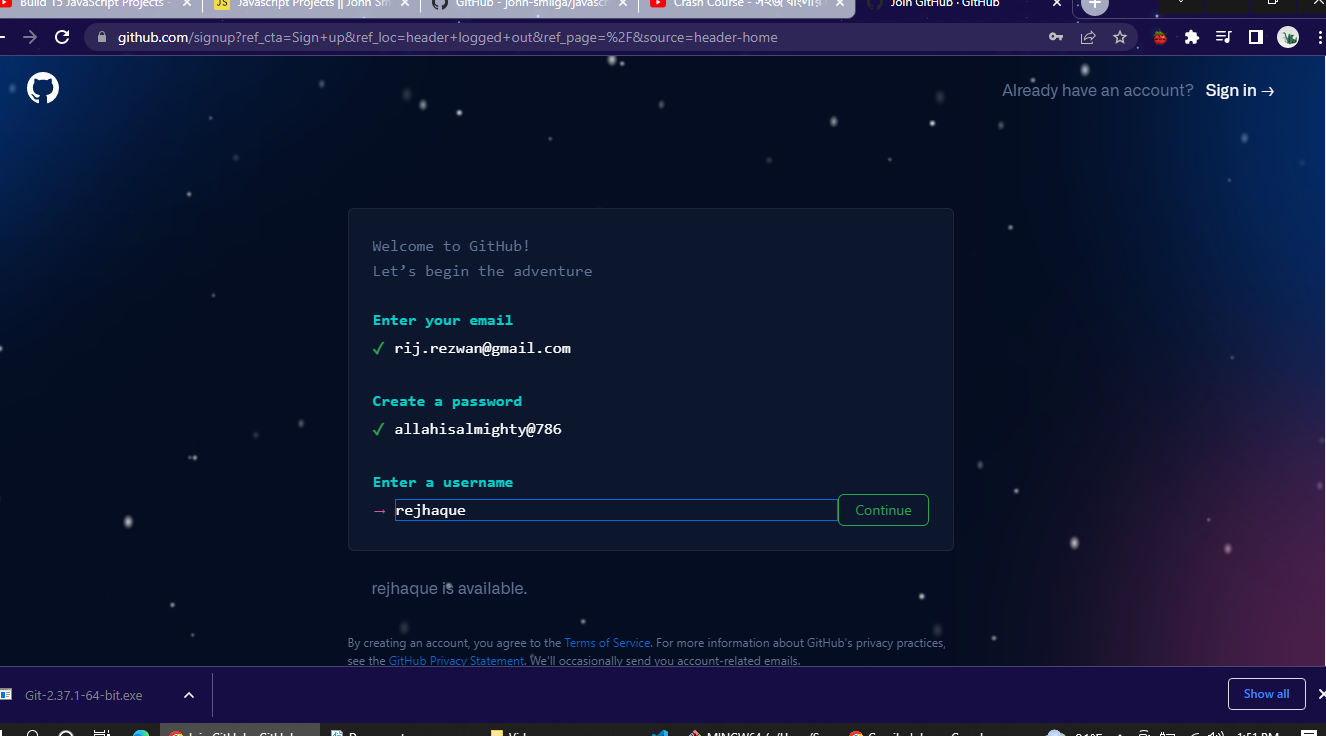 Build 15 JavaScript Projects -
JS Javascript Projects || John Sm
GitHub - john-smilga/javasc
Crash Course - সহজ বাংলায়
Join GitHub · GitHub
github.com/signup?ref_cta=Sign+up&ref_loc=header+logged+out&ref_page=%2F&source=header-home
Already have an account? Sign in →
Welcome to GitHub!
Let’s begin the adventure
Enter your email
✓ rij.rezwan@gmail.com
Create a password
✓ allahisalmighty@786
Enter a username
→ rejhaque
Continue
rejhaque is available.
By creating an account, you agree to the Terms of Service. For more information about GitHub's privacy practices,
see the GitHub Privacy Statement. We'll occasionally send you account-related emails.
Git-2.37.1-64-bit.exe
Show all